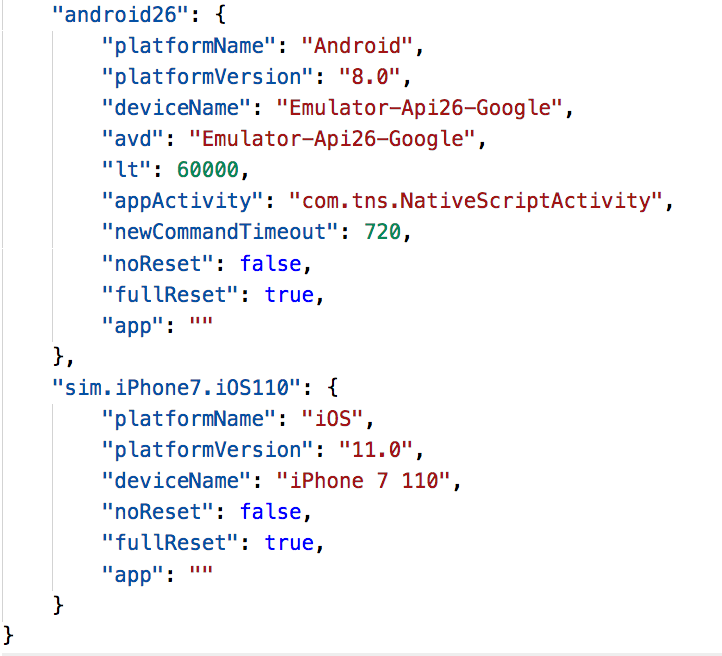 "android26": {
"platformName": "Android",
"platformVersion": "8.0",
"deviceName": "Emulator-Api26-Google",
"avd": "Emulator-Api26-Google",
"lt": 60000,
"appActivity": "com.tns.NativeScriptActivity",
"newCommandTimeout": 720,
"noReset": false,
"fullReset": true,
"app": ""
},
"sim.iPhone7.iOS110": {
"platformName": "iOS",
"platformVersion": "11.0",
"deviceName": "iPhone 7 110",
"noReset": false,
"fullReset": true,
"app": ""
}
}